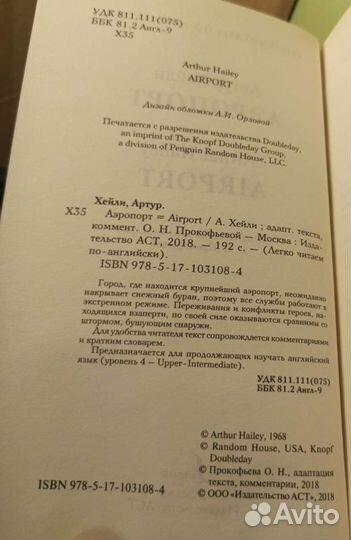 УДК 811.111(075)
ББК 81.2 Англ-9
Х35
Arthur Hailey
AIRPORT
Дизайн обложки А.И. Орловой
Печатается с разрешения издательства Doubleday,
an imprint of The Knopf Doubleday Group,
a division of Penguin Random House, LLC.
Хейли, Артур.
Х35 Аэропорт = Airport / А. Хейли ; адапт. текста,
коммент. О. Н. Прокофьевой — Москва : Изда-
тельство АСТ, 2018. — 192 с. — (Легко читаем
по-английски).
ISBN 978-5-17-103108-4
Город, где находится крупнейший аэропорт, неожиданно
накрывает снежный буран, поэтому все службы работают в
экстренном режиме. Переживания и конфликты героев, на-
ходящихся взаперти, по своей силе оказываются сравнимы со
штормом, бушующим снаружи.
Для удобства читателя текст сопровождается комментариями
и кратким словарем.
Предназначается для продолжающих изучать английский
язык (уровень 4 – Upper-Intermediate).
УДК 811.111(075)
ББК 81.2 Англ-9
© Arthur Hailey, 1968
© Random House, USA, Knopf
Doubleday
© Прокофьева О. Н., адаптация
текста, комментарии, 2018
ISBN 978-5-17-103108-4
© ООО «Издательство АСТ», 2018
Avito